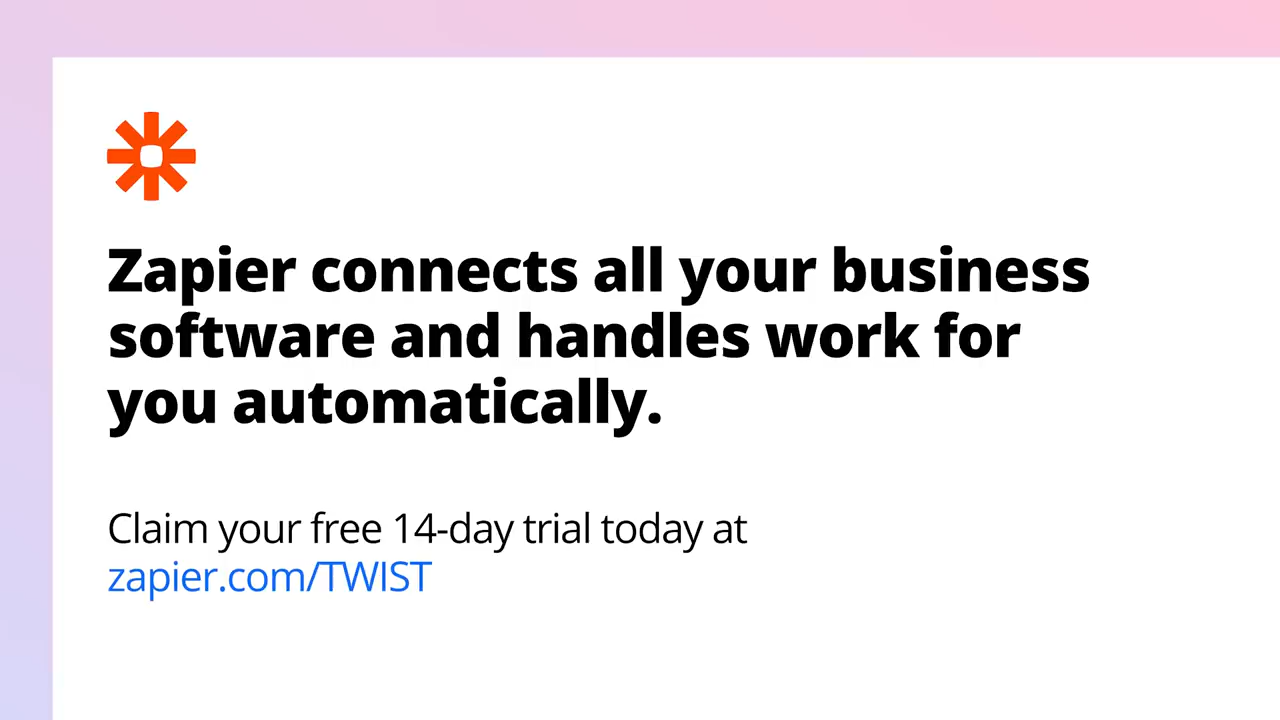 Zapier connects all your business
software and handles work for
you automatically.
Claim your free 14-day trial today at
zapier.com/TWIST